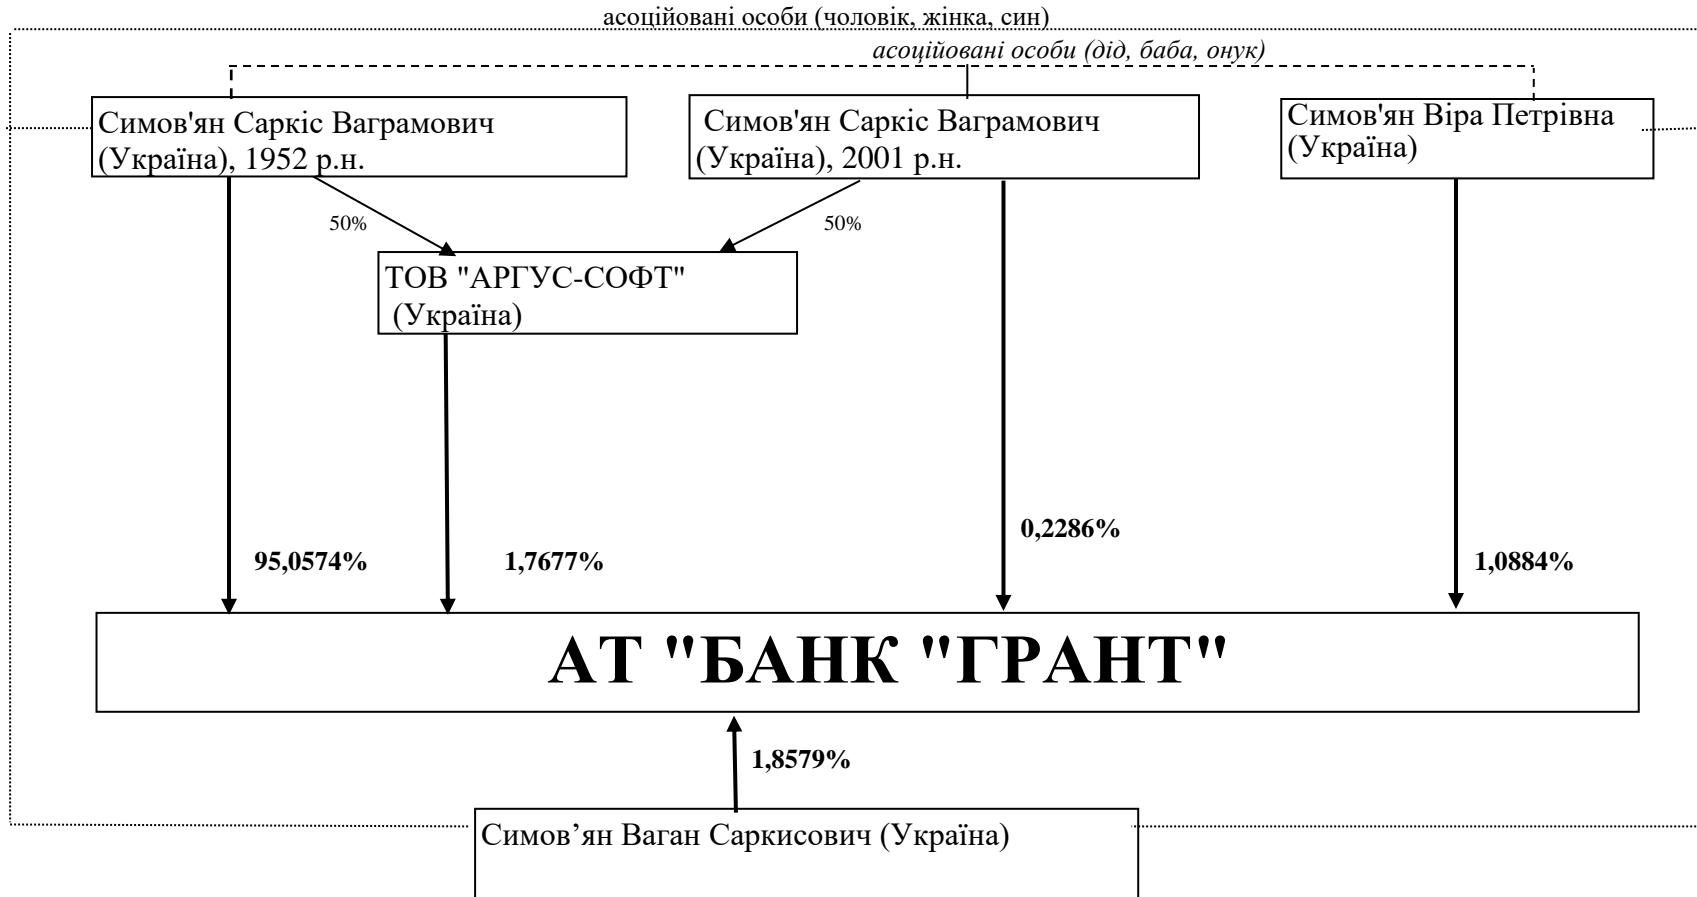 асоційовані особи (чоловік, жінка, син)
асоційовані особи (дід, баба, онук)
Симов'ян Саркіс Ваграмович
(Україна), 1952 р.н.
Симов'ян Саркіс Ваграмович
(Україна), 2001 р.н.
Симов'ян Віра Петрівна
(Україна)
50%
50%
ТОВ "АРГУС-СОФТ"
(Україна)
95,0574%
1,7677%
0,2286%
1,0884%
АТ "БАНК "ГРАНТ"
1,8579%
Симов’ян Ваган Саркисович (Україна)